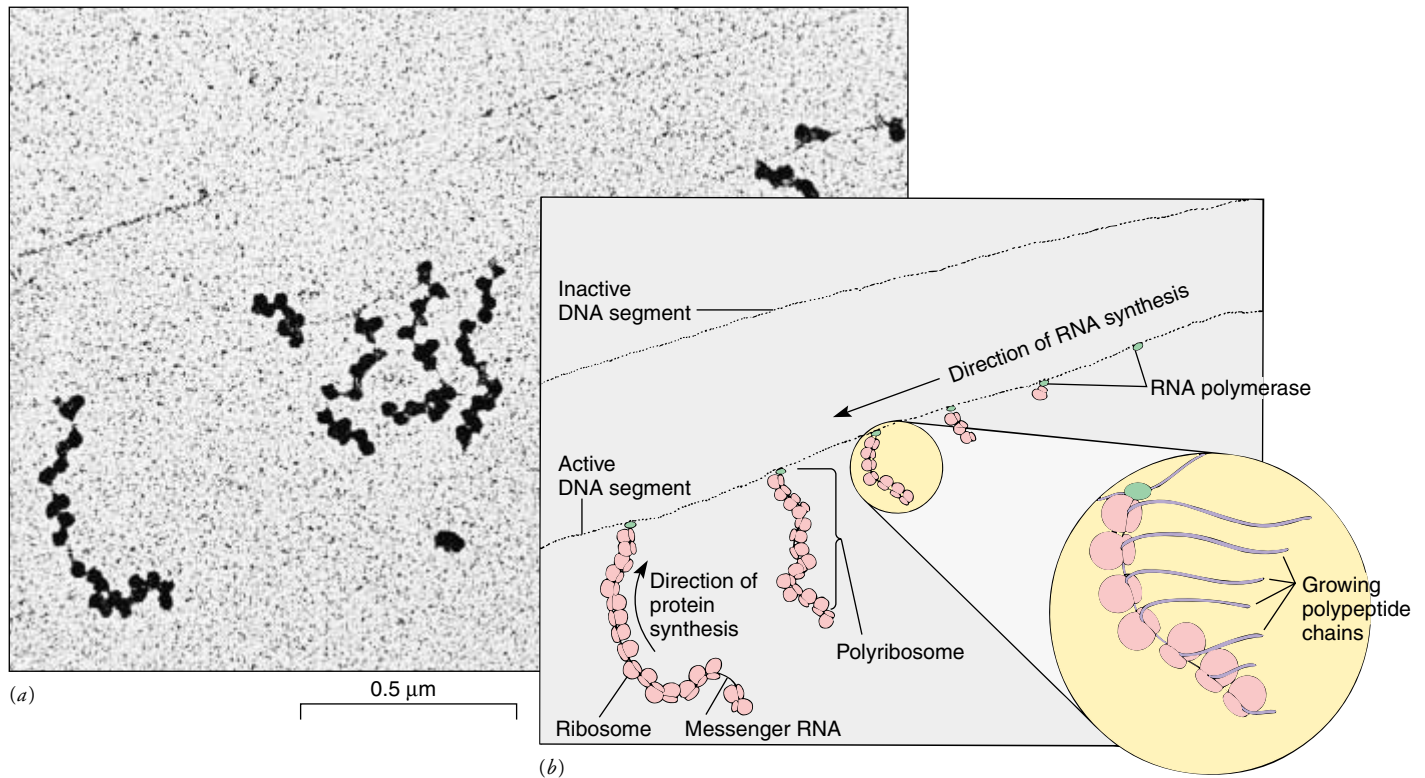 Inactive
DNA segment
Direction of RNA synthesis
RNA polymerase
Active
DNA segment
Direction of
protein
synthesis
Growing
polypeptide
chains
Polyribosome
(a)
0.5 µm
Ribosome
Messenger RNA
(b)